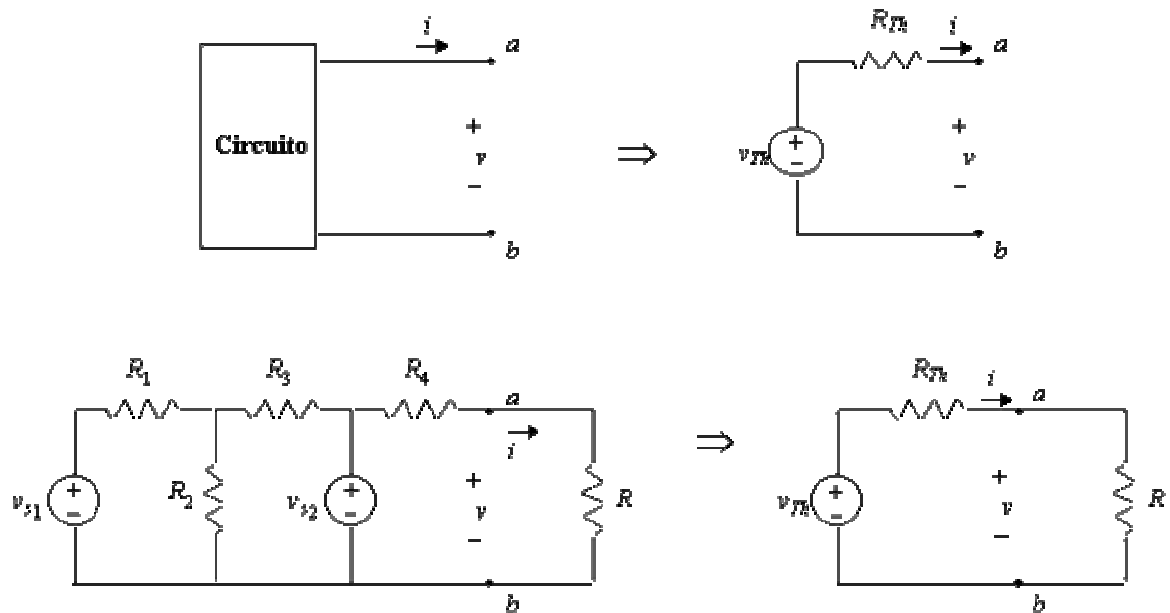 i a
R_Th i a
Circuito
+
v
−
⇒
v_Th + −
+
v
−
b
b
R_1 R_3 R_4
a
i
R_Th i a
v_s1 + −
R_2
v_s2 + −
+
v
−
R
⇒
v_Th + −
+
v
−
R
b
b